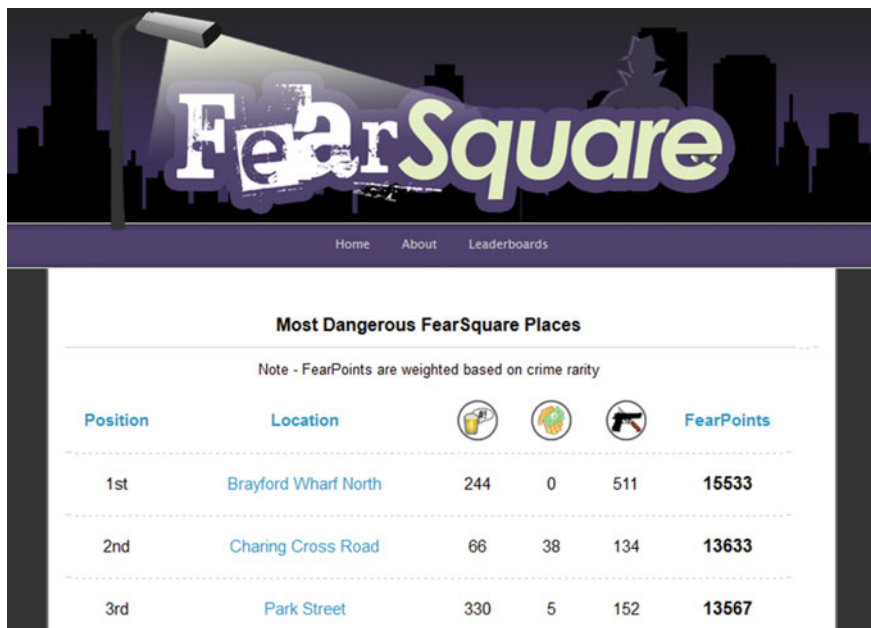 FearSquare
Home About Leaderboards
Most Dangerous FearSquare Places
Note - FearPoints are weighted based on crime rarity
Position Location FearPoints
1st Brayford Wharf North 244 0 511 15533
2nd Charing Cross Road 66 38 134 13633
3rd Park Street 330 5 152 13567